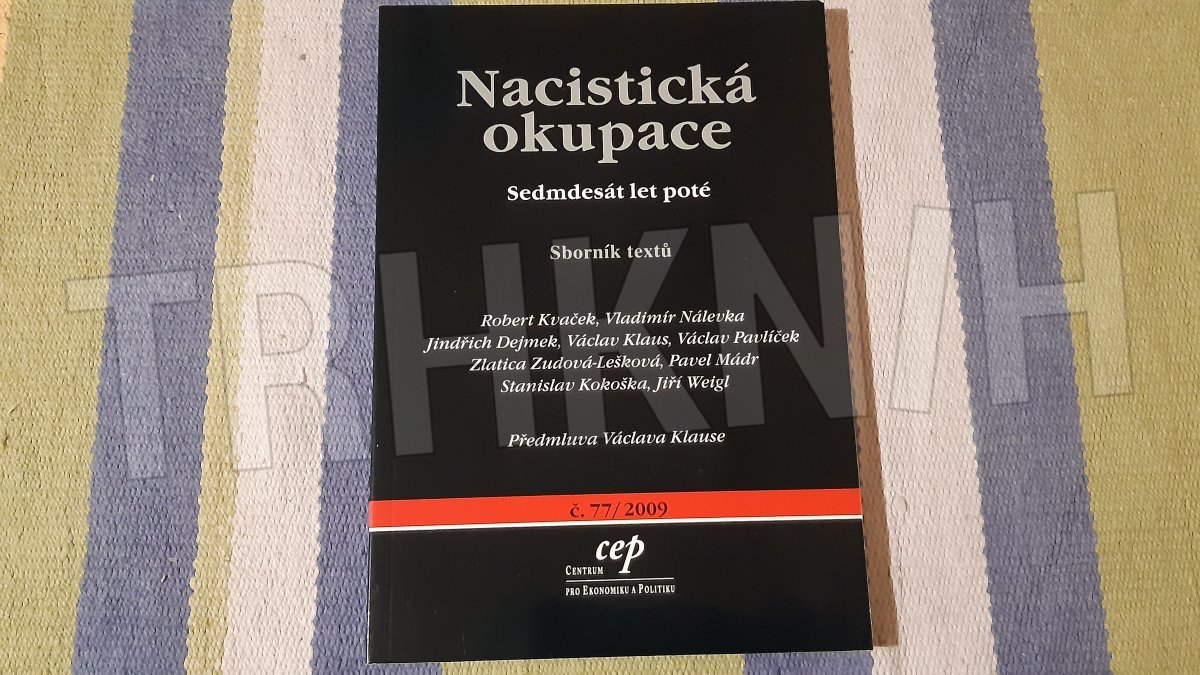 Nacistická
okupace
Sedmdesát let poté
Sborník textů
Robert Kvaček, Vladimír Nálevka
Jindřich Dejmek, Václav Klaus, Václav Pavlíček
Zlatica Zudová-Lešková, Pavel Mádr
Stanislav Kokoška, Jiří Weigl
Předmluva Václava Klause
č. 77/2009
cep
CENTRUM
PRO EKONOMIKU A POLITIKU
TRHKNIH